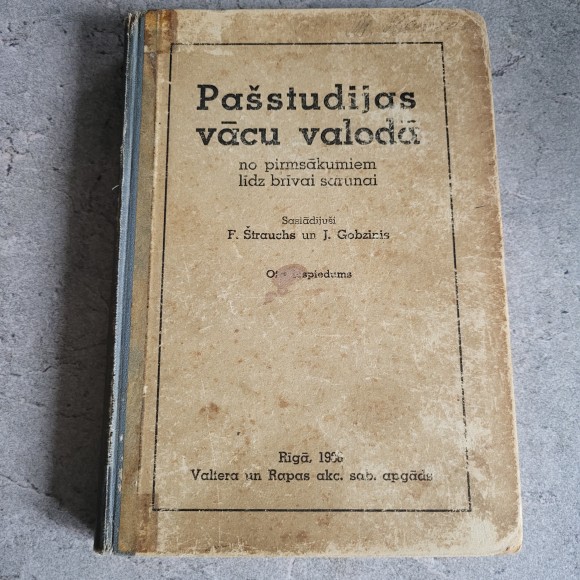 Pašstudijas
vācu valodā
no pirmsākumiem
līdz brīvai sarunai
Sastādījuši
F. Štrauchs un J. Gobzinis
iespiedums
Rīgā,
Valtera un Rapas akc. sab. apgāds